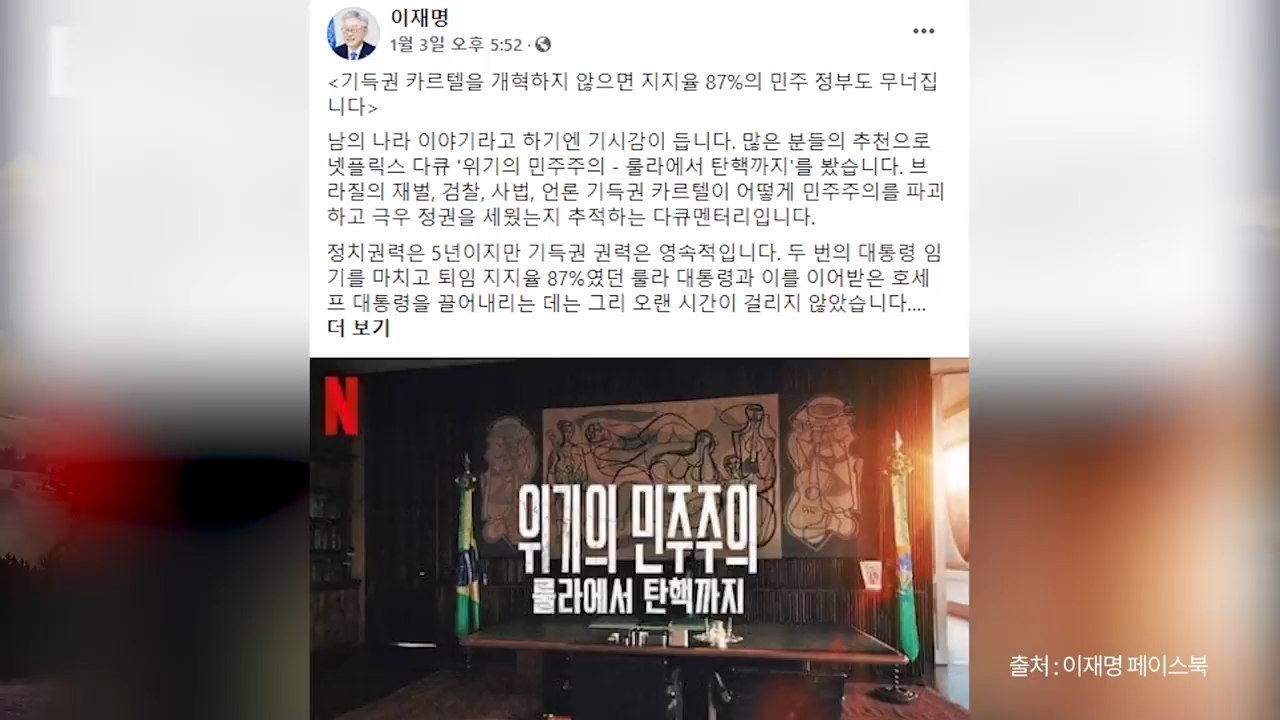 이재명
1월 3일 오후 5:52 ·
<기득권 카르텔을 개혁하지 않으면 지지율 87%의 민주 정부도 무너집
니다>
남의 나라 이야기라고 하기엔 기시감이 듭니다. 많은 분들의 추천으로
넷플릭스 다큐 '위기의 민주주의 - 룰라에서 탄핵까지'를 봤습니다. 브
라질의 재벌, 검찰, 사법, 언론 기득권 카르텔이 어떻게 민주주의를 파괴
하고 극우 정권을 세웠는지 추적하는 다큐멘터리입니다.
정치권력은 5년이지만 기득권 권력은 영속적입니다. 두 번의 대통령 임
기를 마치고 퇴임 지지율 87%였던 룰라 대통령과 이를 이어받은 호세
프 대통령을 끌어내리는 데는 그리 오랜 시간이 걸리지 않았습니다....
더 보기
N
위기의 민주주의
룰라에서 탄핵까지
출처 : 이재명 페이스북